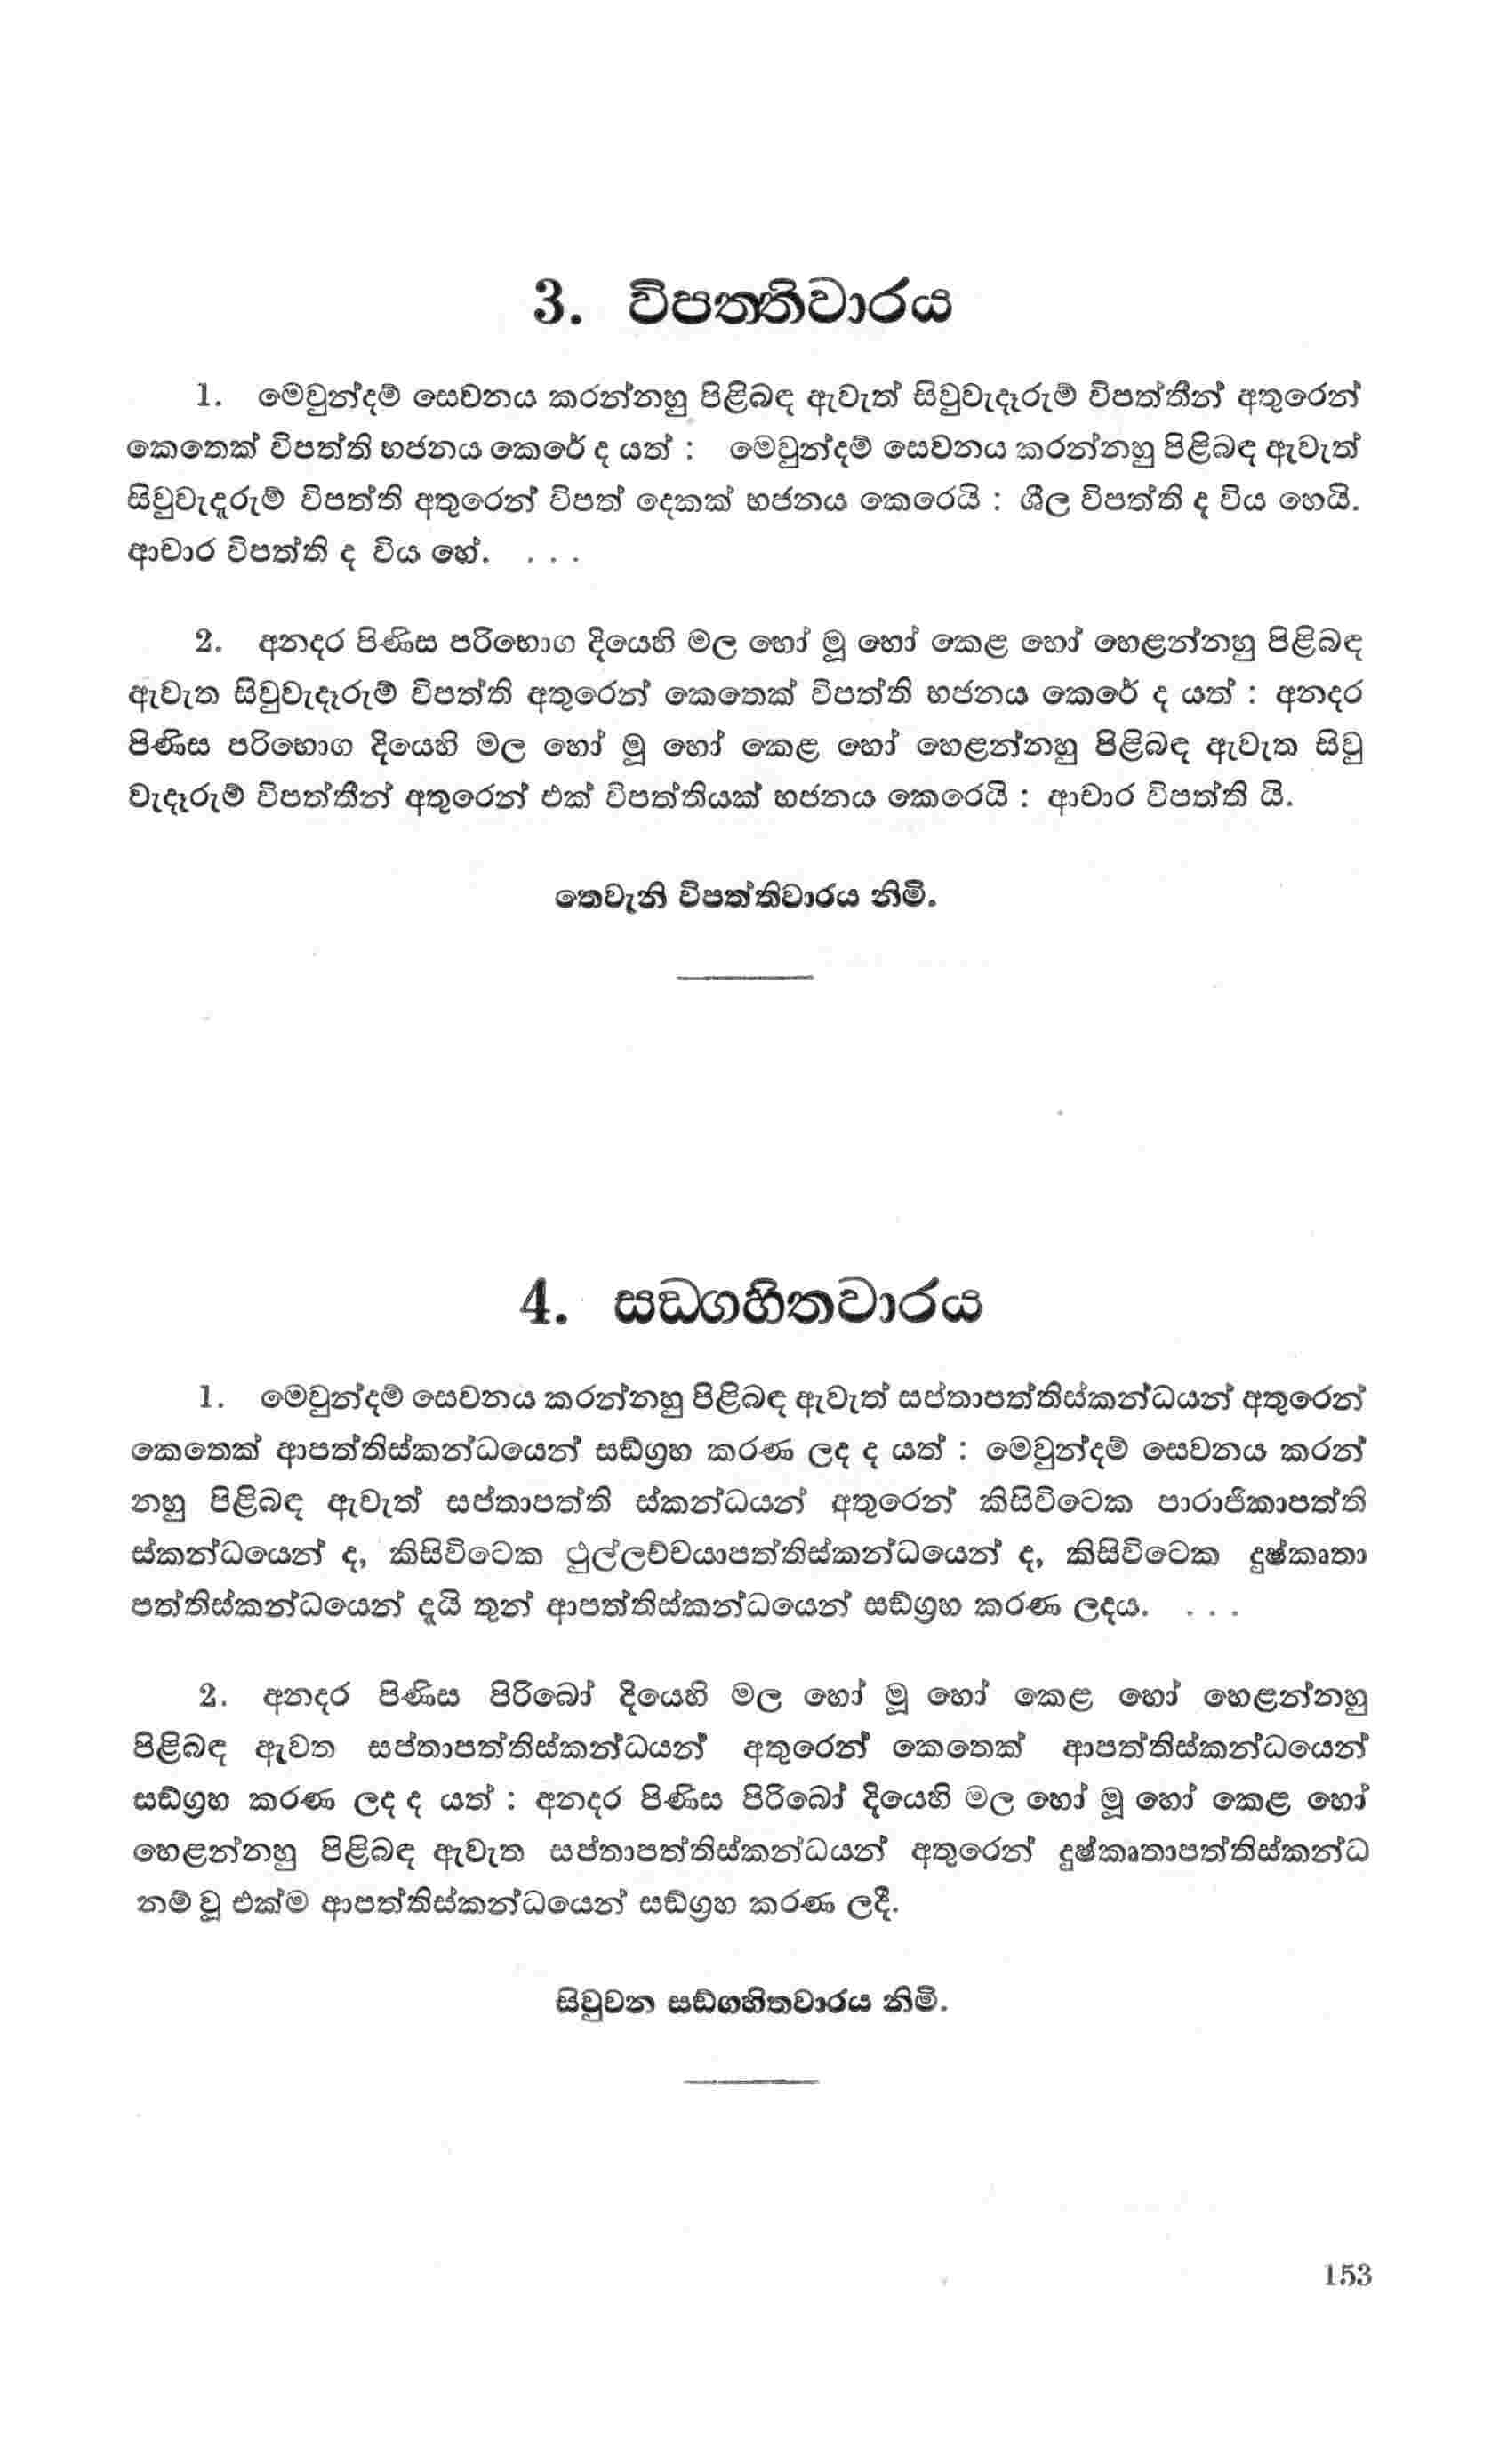 3. විපත්තිවාරය
1. මෙවුන්දම් සෙවනය කරන්නහු පිළිබඳ ඇවැත් සිවුවැදෑරුම් විපත්තීන් අතුරෙන්
කෙතෙක් විපත්ති භජනය කෙරේ ද යත් : මෙවුන්දම් සෙවනය කරන්නහු පිළිබඳ ඇවැත්
සිවුවැදූරුම් විපත්ති අතුරෙන් විපත් දෙකක් භජනය කෙරෙයි : ශීල විපත්ති ද විය හෙයි.
ආචාර විපත්ති ද විය හේ. . . .
2. අනදර පිණිස පරිභොග දියෙහි මල හෝ මූ හෝ කෙළ හෝ හෙළන්නහු පිළිබඳ
ඇවැත සිවුවැදෑරුම් විපත්ති අතුරෙන් කෙතෙක් විපත්ති භජනය කෙරේ ද යත් : අනදර
පිණිස පරිභොග දියෙහි මල හෝ මූ හෝ කෙළ හෝ හෙළන්නහු පිළිබඳ ඇවැත සිවු
වැදෑරුම් විපත්තීන් අතුරෙන් එක් විපත්තියක් භජනය කෙරෙයි : ආචාර විපත්ති යි.
තෙවැනි විපත්තිවාරය නිමි.
4. සඞගහිතවාරය
1. මෙවුන්දම් සෙවනය කරන්නහු පිළිබඳ ඇවැත් සප්තාපත්තිස්කන්ධයන් අතුරෙන්
කෙතෙක් ආපත්තිස්කන්ධයෙන් සඞ්ග්‍රහ කරණ ලද ද යත් : මෙවුන්දම් සෙවනය කරන්
නහු පිළිබඳ ඇවැත් සප්තාපත්ති ස්කන්ධයන් අතුරෙන් කිසිවිටෙක පාරාජිකාපත්ති
ස්කන්ධයෙන් ද, කිසිවිටෙක ථුල්ලච්චයාපත්තිස්කන්ධයෙන් ද, කිසිවිටෙක දුෂ්කෘතා
පත්තිස්කන්ධයෙන් දැයි තුන් ආපත්තිස්කන්ධයෙන් සඞ්ග්‍රහ කරණ ලදය. . . .
2. අනදර පිණිස පිරිබෝ දියෙහි මල හෝ මූ හෝ කෙළ හෝ හෙළන්නහු
පිළිබඳ ඇවත සප්තාපත්තිස්කන්ධයන් අතුරෙන් කෙතෙක් ආපත්තිස්කන්ධයෙන්
සඞ්ග්‍රහ කරණ ලද ද යත් : අනදර පිණිස පිරිබෝ දියෙහි මල හෝ මූ හෝ කෙළ හෝ
හෙළන්නහු පිළිබඳ ඇවැත සප්තාපත්තිස්කන්ධයන් අතුරෙන් දුෂ්කෘතාපත්තිස්කන්ධ
නම් වූ එක්ම ආපත්තිස්කන්ධයෙන් සඞ්ග්‍රහ කරණ ලදී.
සිවුවන සඞ්ගහිතවාරය නිමි.
153